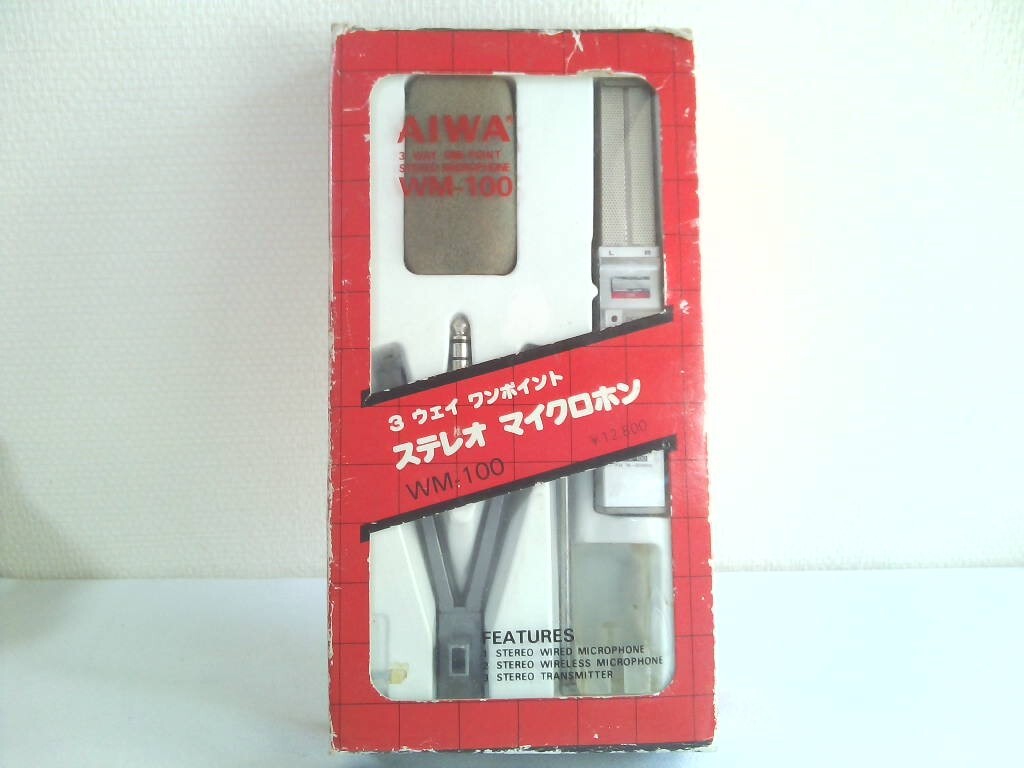 AIWA
3 WAY ONE-POINT
STEREO MICROPHONE
WM-100
L R
3 ウェイ ワンポイント
ステレオ マイクロホン
¥12,800
WM-100
FEATURES
1 STEREO WIRED MICROPHONE
2 STEREO WIRELESS MICROPHONE
3 STEREO TRANSMITTER